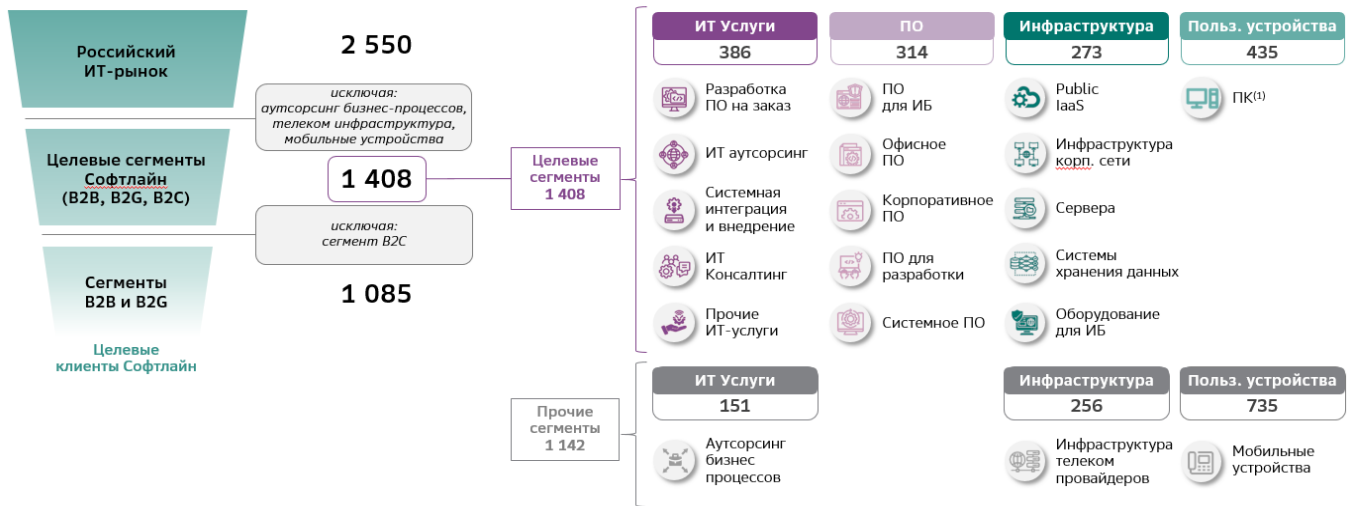 Российский
ИТ-рынок
2 550
исключая:
аутсорсинг бизнес-процессов,
телеком инфраструктура,
мобильные устройства
Целевые сегменты
Софтлайн
(B2B, B2G, B2C)
1 408
исключая:
сегмент B2C
Сегменты
B2B и B2G
1 085
Целевые
клиенты Софтлайн
Целевые
сегменты
1 408
ИТ Услуги
386
Разработка
ПО на заказ
ИТ аутсорсинг
Системная
интеграция
и внедрение
ИТ
Консалтинг
Прочие
ИТ-услуги
ПО
314
ПО
для ИБ
Офисное
ПО
Корпоративное
ПО
ПО для
разработки
Системное ПО
Инфраструктура
273
Public
IaaS
Инфраструктура
корп. сети
Сервера
Системы
хранения данных
Оборудование
для ИБ
Польз. устройства
435
ПК(1)
Прочие
сегменты
1 142
ИТ Услуги
151
Аутсорсинг
бизнес
процессов
Инфраструктура
256
Инфраструктура
телеком
провайдеров
Польз. устройства
735
Мобильные
устройства